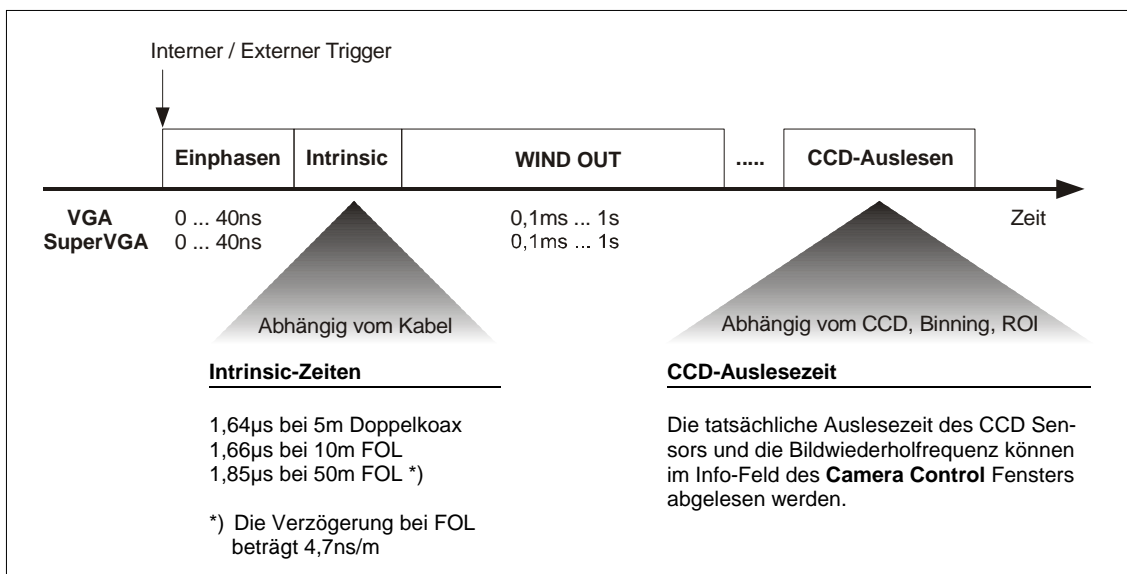 Interner / Externer Trigger
Einphasen Intrinsic WIND OUT ..... CCD-Auslesen
VGA 0 ... 40ns 0,1ms ... 1s Zeit
SuperVGA 0 ... 40ns 0,1ms ... 1s
Abhängig vom Kabel
Abhängig vom CCD, Binning, ROI
Intrinsic-Zeiten
1,64µs bei 5m Doppelkoax
1,66µs bei 10m FOL
1,85µs bei 50m FOL *)
*) Die Verzögerung bei FOL
beträgt 4,7ns/m
CCD-Auslesezeit
Die tatsächliche Auslesezeit des CCD Sen-
sors und die Bildwiederholfrequenz können
im Info-Feld des Camera Control Fensters
abgelesen werden.